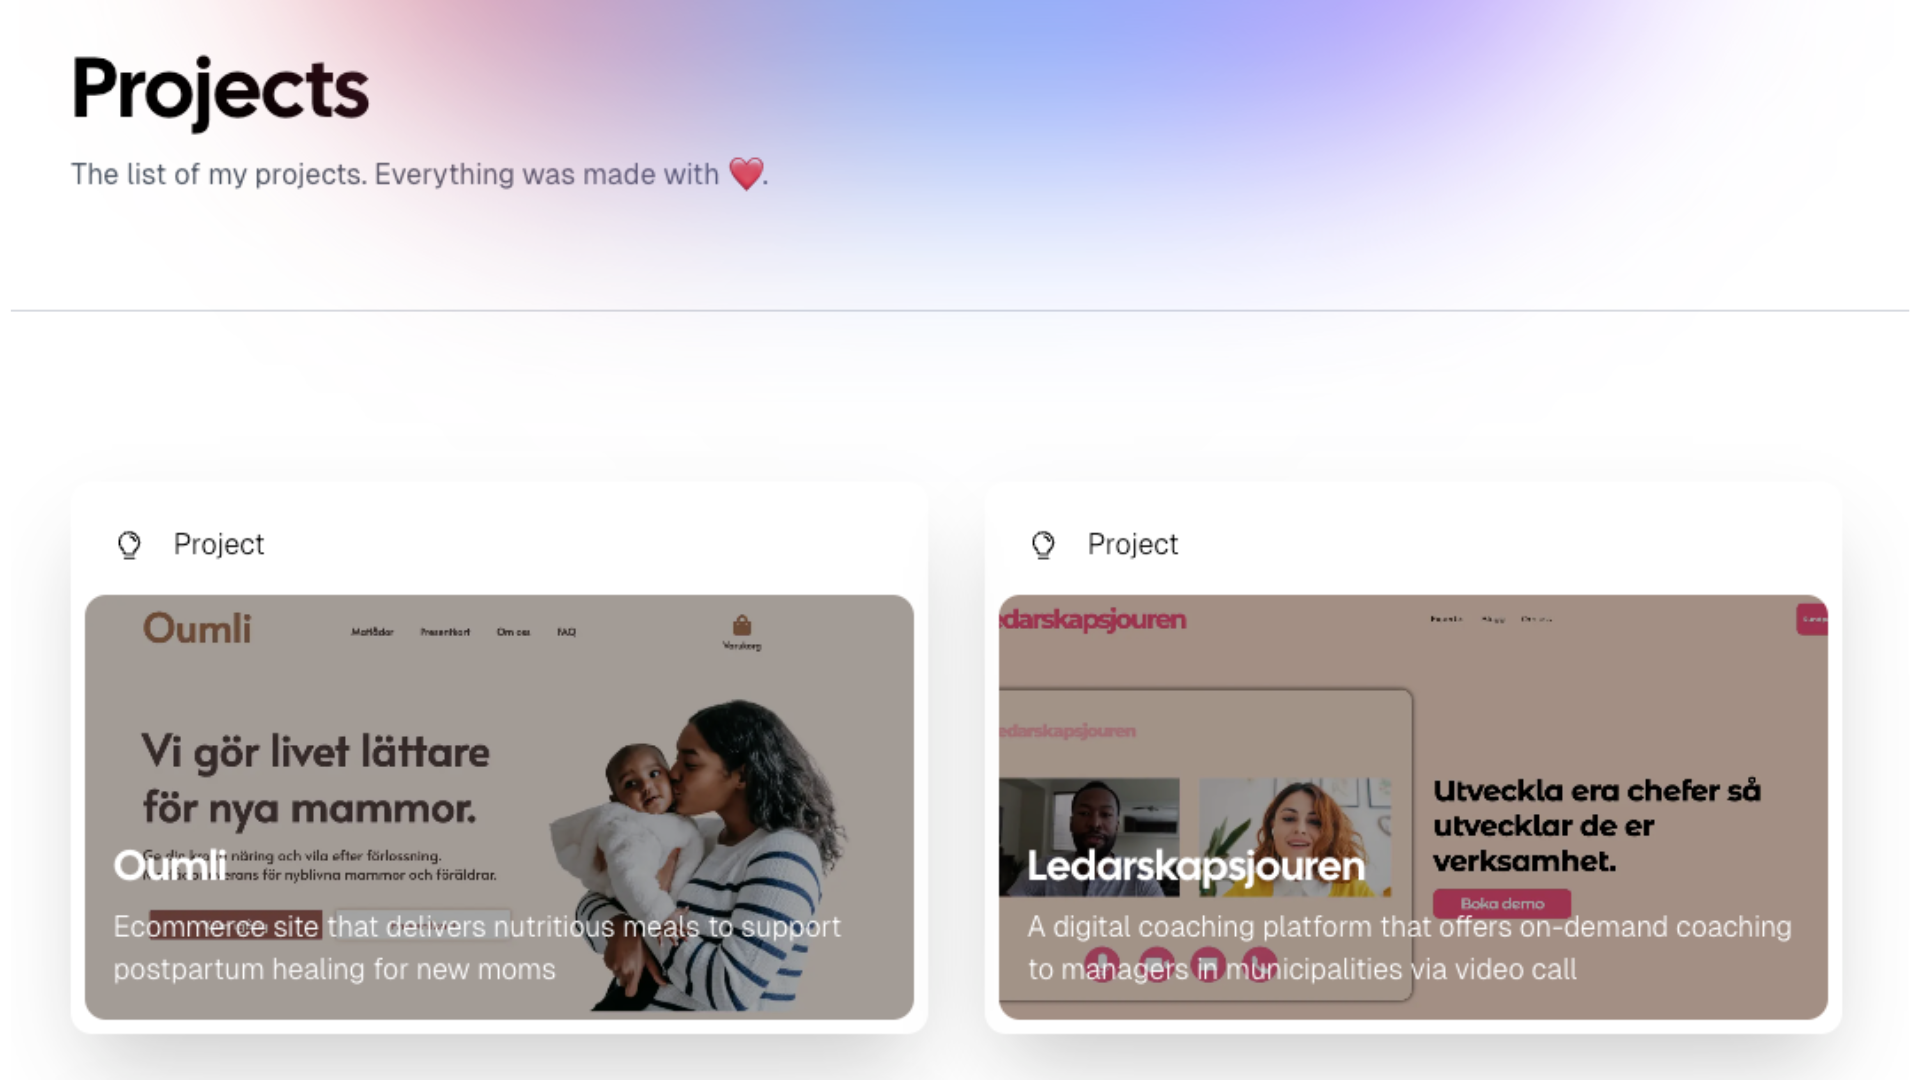 Projects
The list of my projects. Everything was made with ❤️.
Project
Oumli
Matlådor Presentkort Om oss FAQ
Varukorg
Vi gör livet lättare
för nya mammor.
näring och vila efter förlossning.
för nyblivna mammor och föräldrar.
Oumli
Ecommerce site that delivers nutritious meals to support
postpartum healing for new moms
Project
edarskapsjouren
edarskapsjouren
Utveckla era chefer så
utvecklar de er
verksamhet.
Boka demo
Ledarskapsjouren
A digital coaching platform that offers on-demand coaching
to managers in municipalities via video call